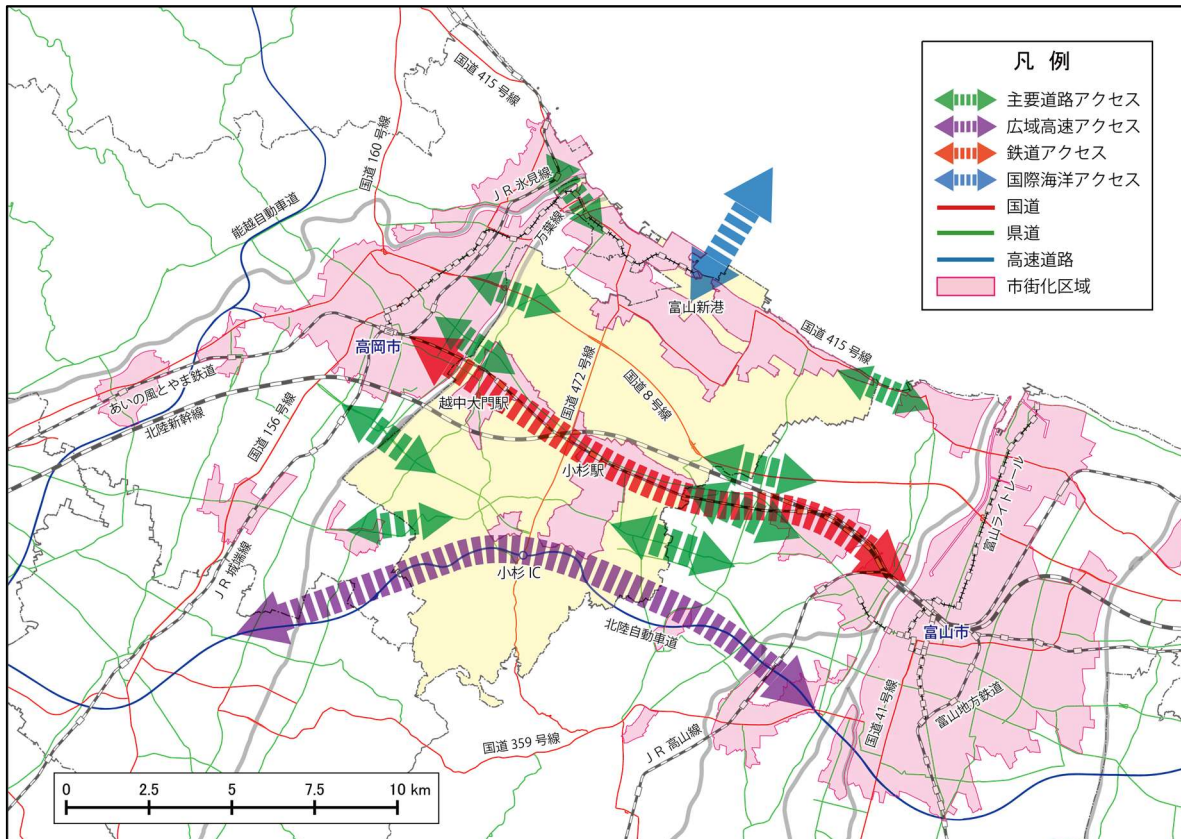 凡 例
主要道路アクセス
広域高速アクセス
鉄道アクセス
国際海洋アクセス
国道
県道
高速道路
市街化区域
国道 415 号線
国道 160 号線
JR 氷見線
能越自動車道
万葉線
富山新港
国道 415 号線
高岡市
あいの風とやま鉄道
越中大門駅
国道 472 号線
国道 8 号線
北陸新幹線
国道 156 号線
小杉駅
富山ライトレール
JR 城端線
小杉 IC
北陸自動車道
富山市
国道 41 号線
富山地方鉄道
JR 高山線
国道 359 号線
0 2.5 5 7.5 10 km